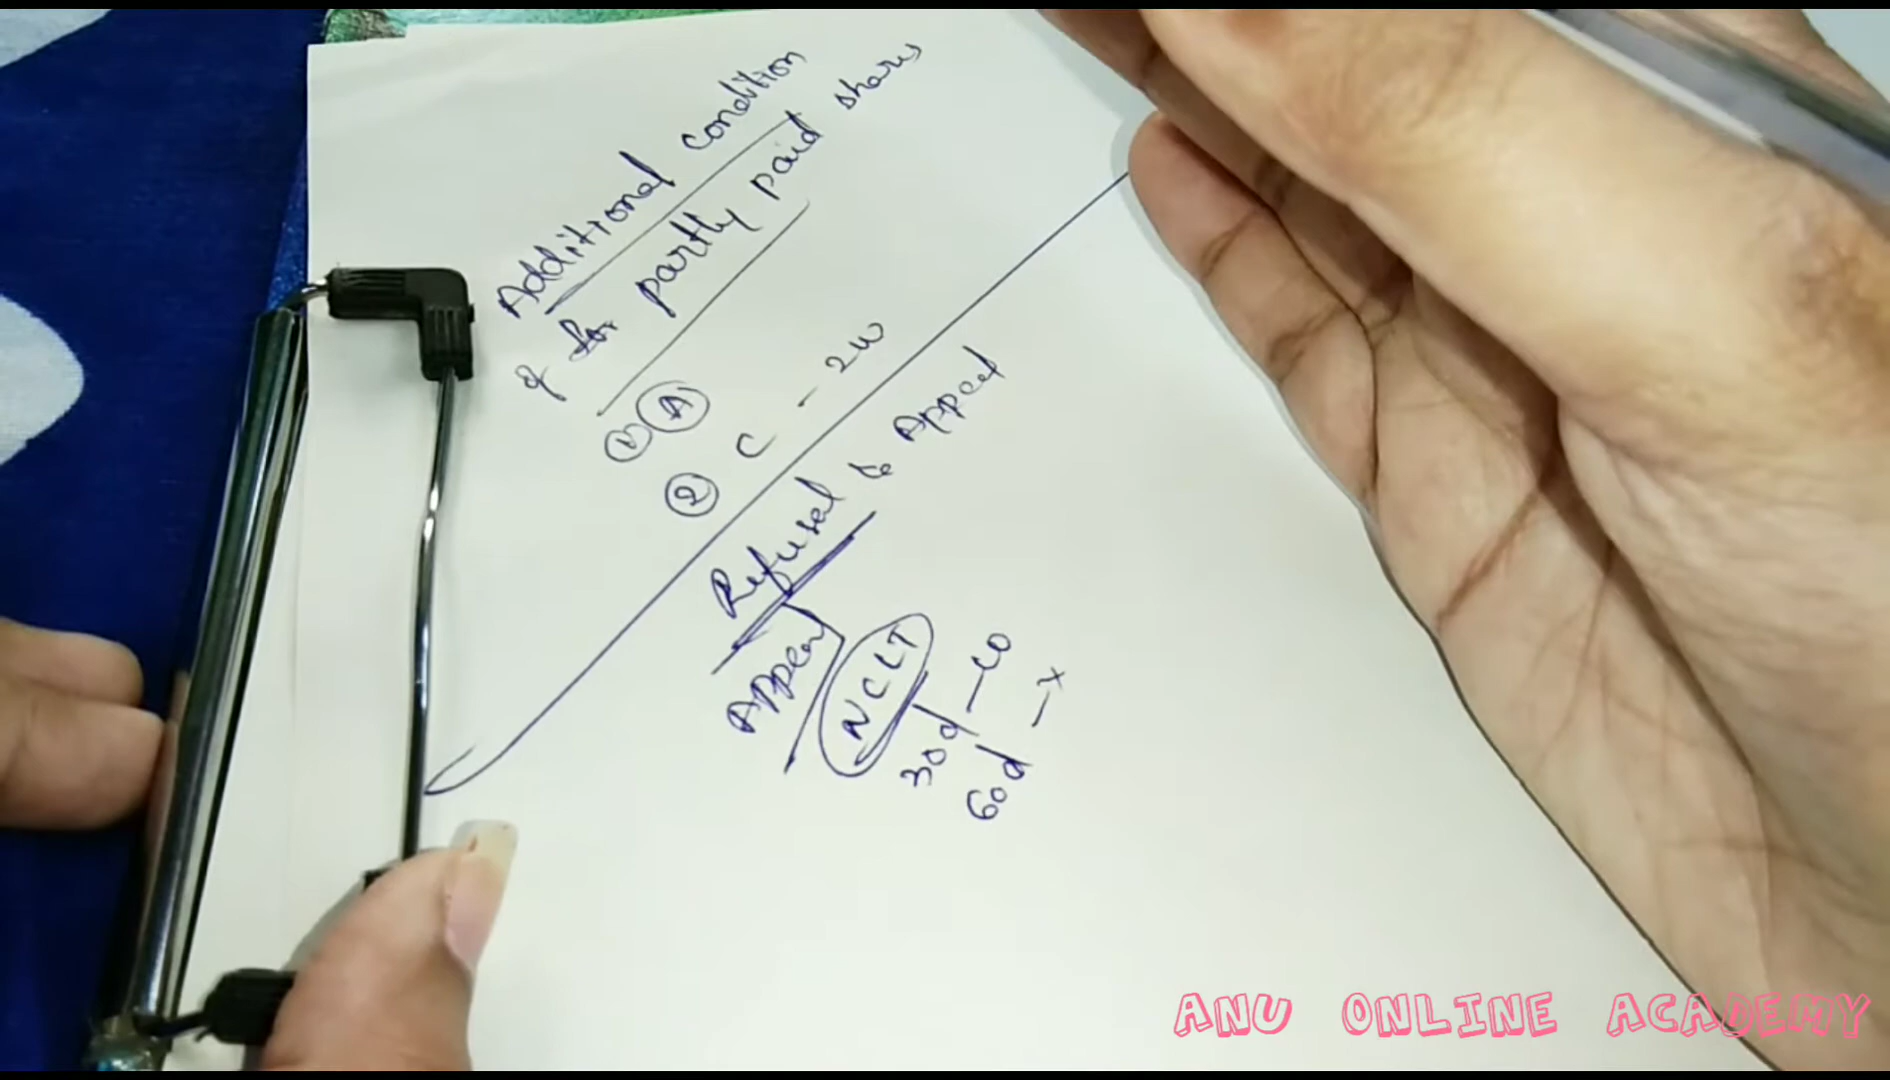 Additional condition
of for partly paid shares
① Ⓐ
② C - 2W
Refusal to Appeal
Appeal NCLT
30d -
60d - x
ANU ONLINE ACADEMY